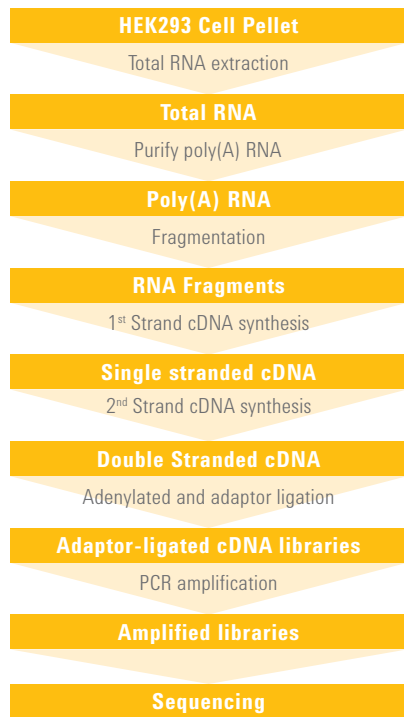 HEK293 Cell Pellet
Total RNA extraction
Total RNA
Purify poly(A) RNA
Poly(A) RNA
Fragmentation
RNA Fragments
1st Strand cDNA synthesis
Single stranded cDNA
2nd Strand cDNA synthesis
Double Stranded cDNA
Adenylated and adaptor ligation
Adaptor-ligated cDNA libraries
PCR amplification
Amplified libraries
Sequencing